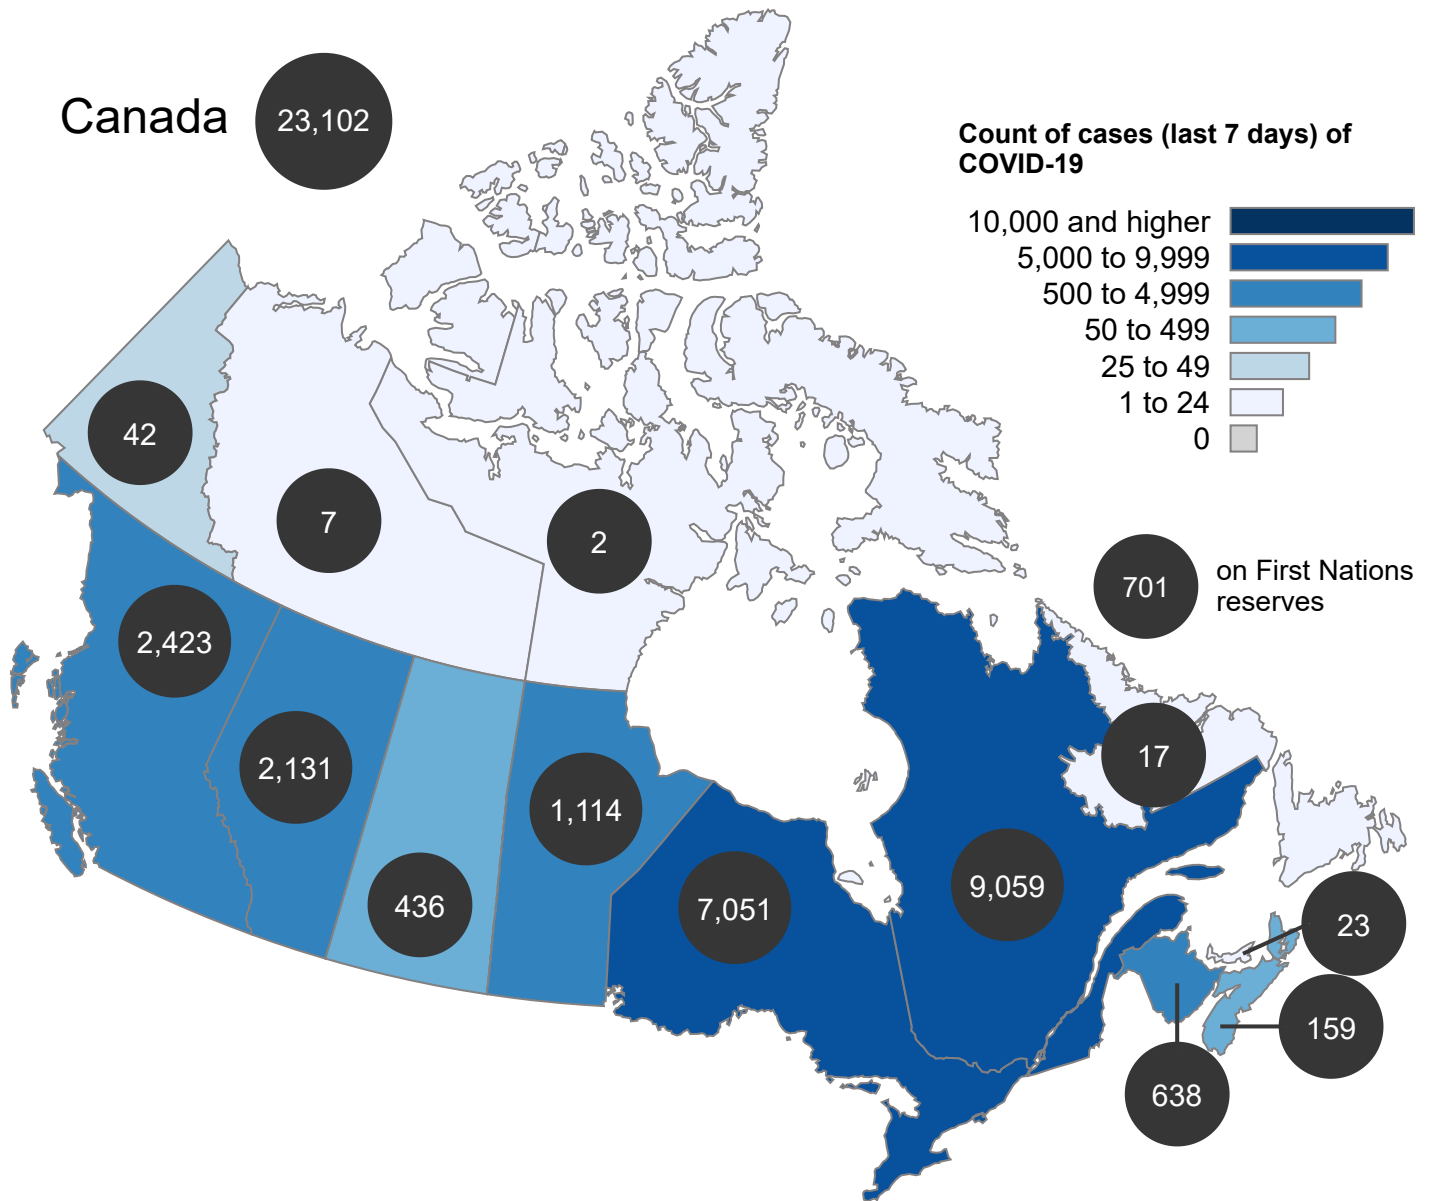 Canada
23,102
Count of cases (last 7 days) of
COVID-19
10,000 and higher
5,000 to 9,999
500 to 4,999
50 to 499
25 to 49
1 to 24
0
42
7
2
701
on First Nations
reserves
2,423
2,131
436
1,114
7,051
9,059
17
23
159
638